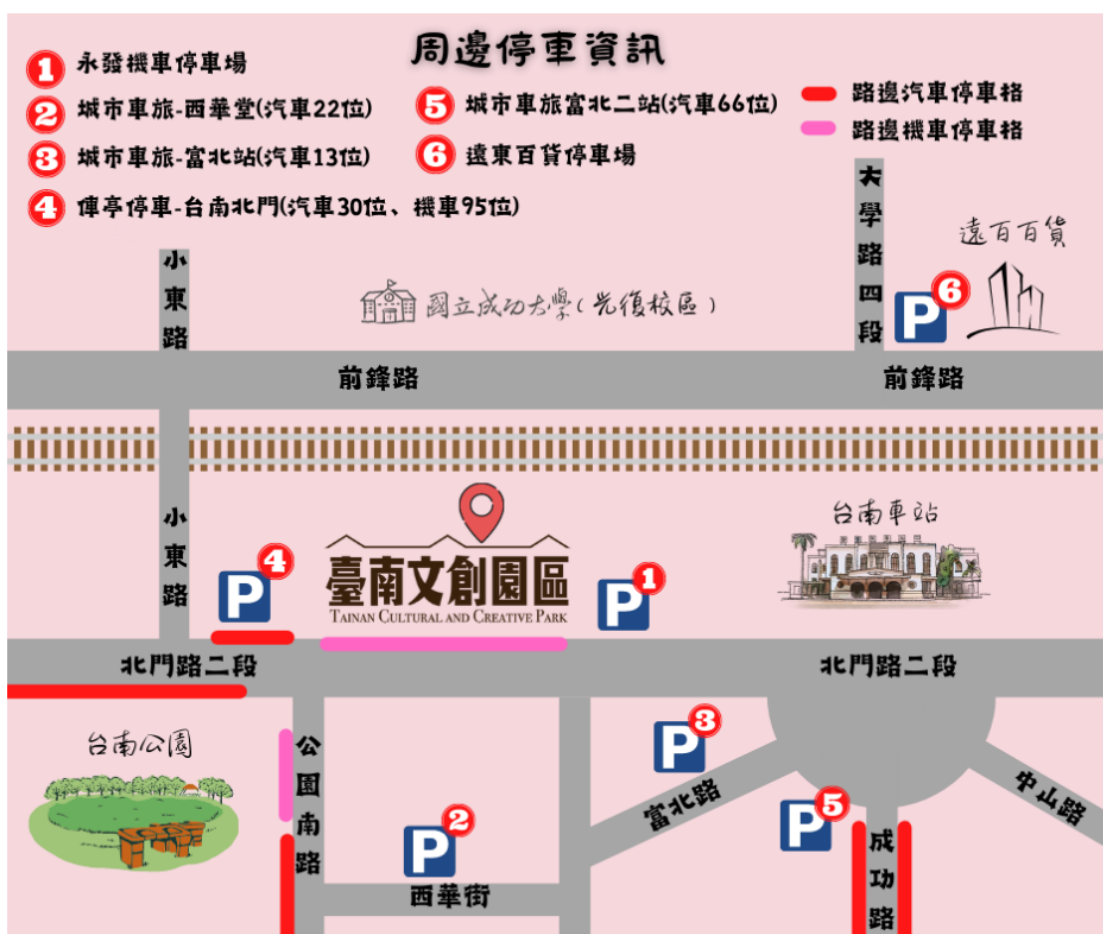 周邊停車資訊
1 永發機車停車場
2 城市車旅-西華堂(汽車22位)
3 城市車旅-富北站(汽車13位)
4 俥亭停車-台南北門(汽車30位、機車95位)
5 城市車旅富北二站(汽車66位)
6 遠東百貨停車場
路邊汽車停車格
路邊機車停車格
小東路
國立成功大學(光復校區)
大學路四段
遠百百貨
P 6
前鋒路
前鋒路
小東路
P 4
臺南文創園區
TAINAN CULTURAL AND CREATIVE PARK
P 1
台南車站
北門路二段
北門路二段
台南公園
公園南路
P 2
西華街
P 3
富北路
P 5
成功路
中山路